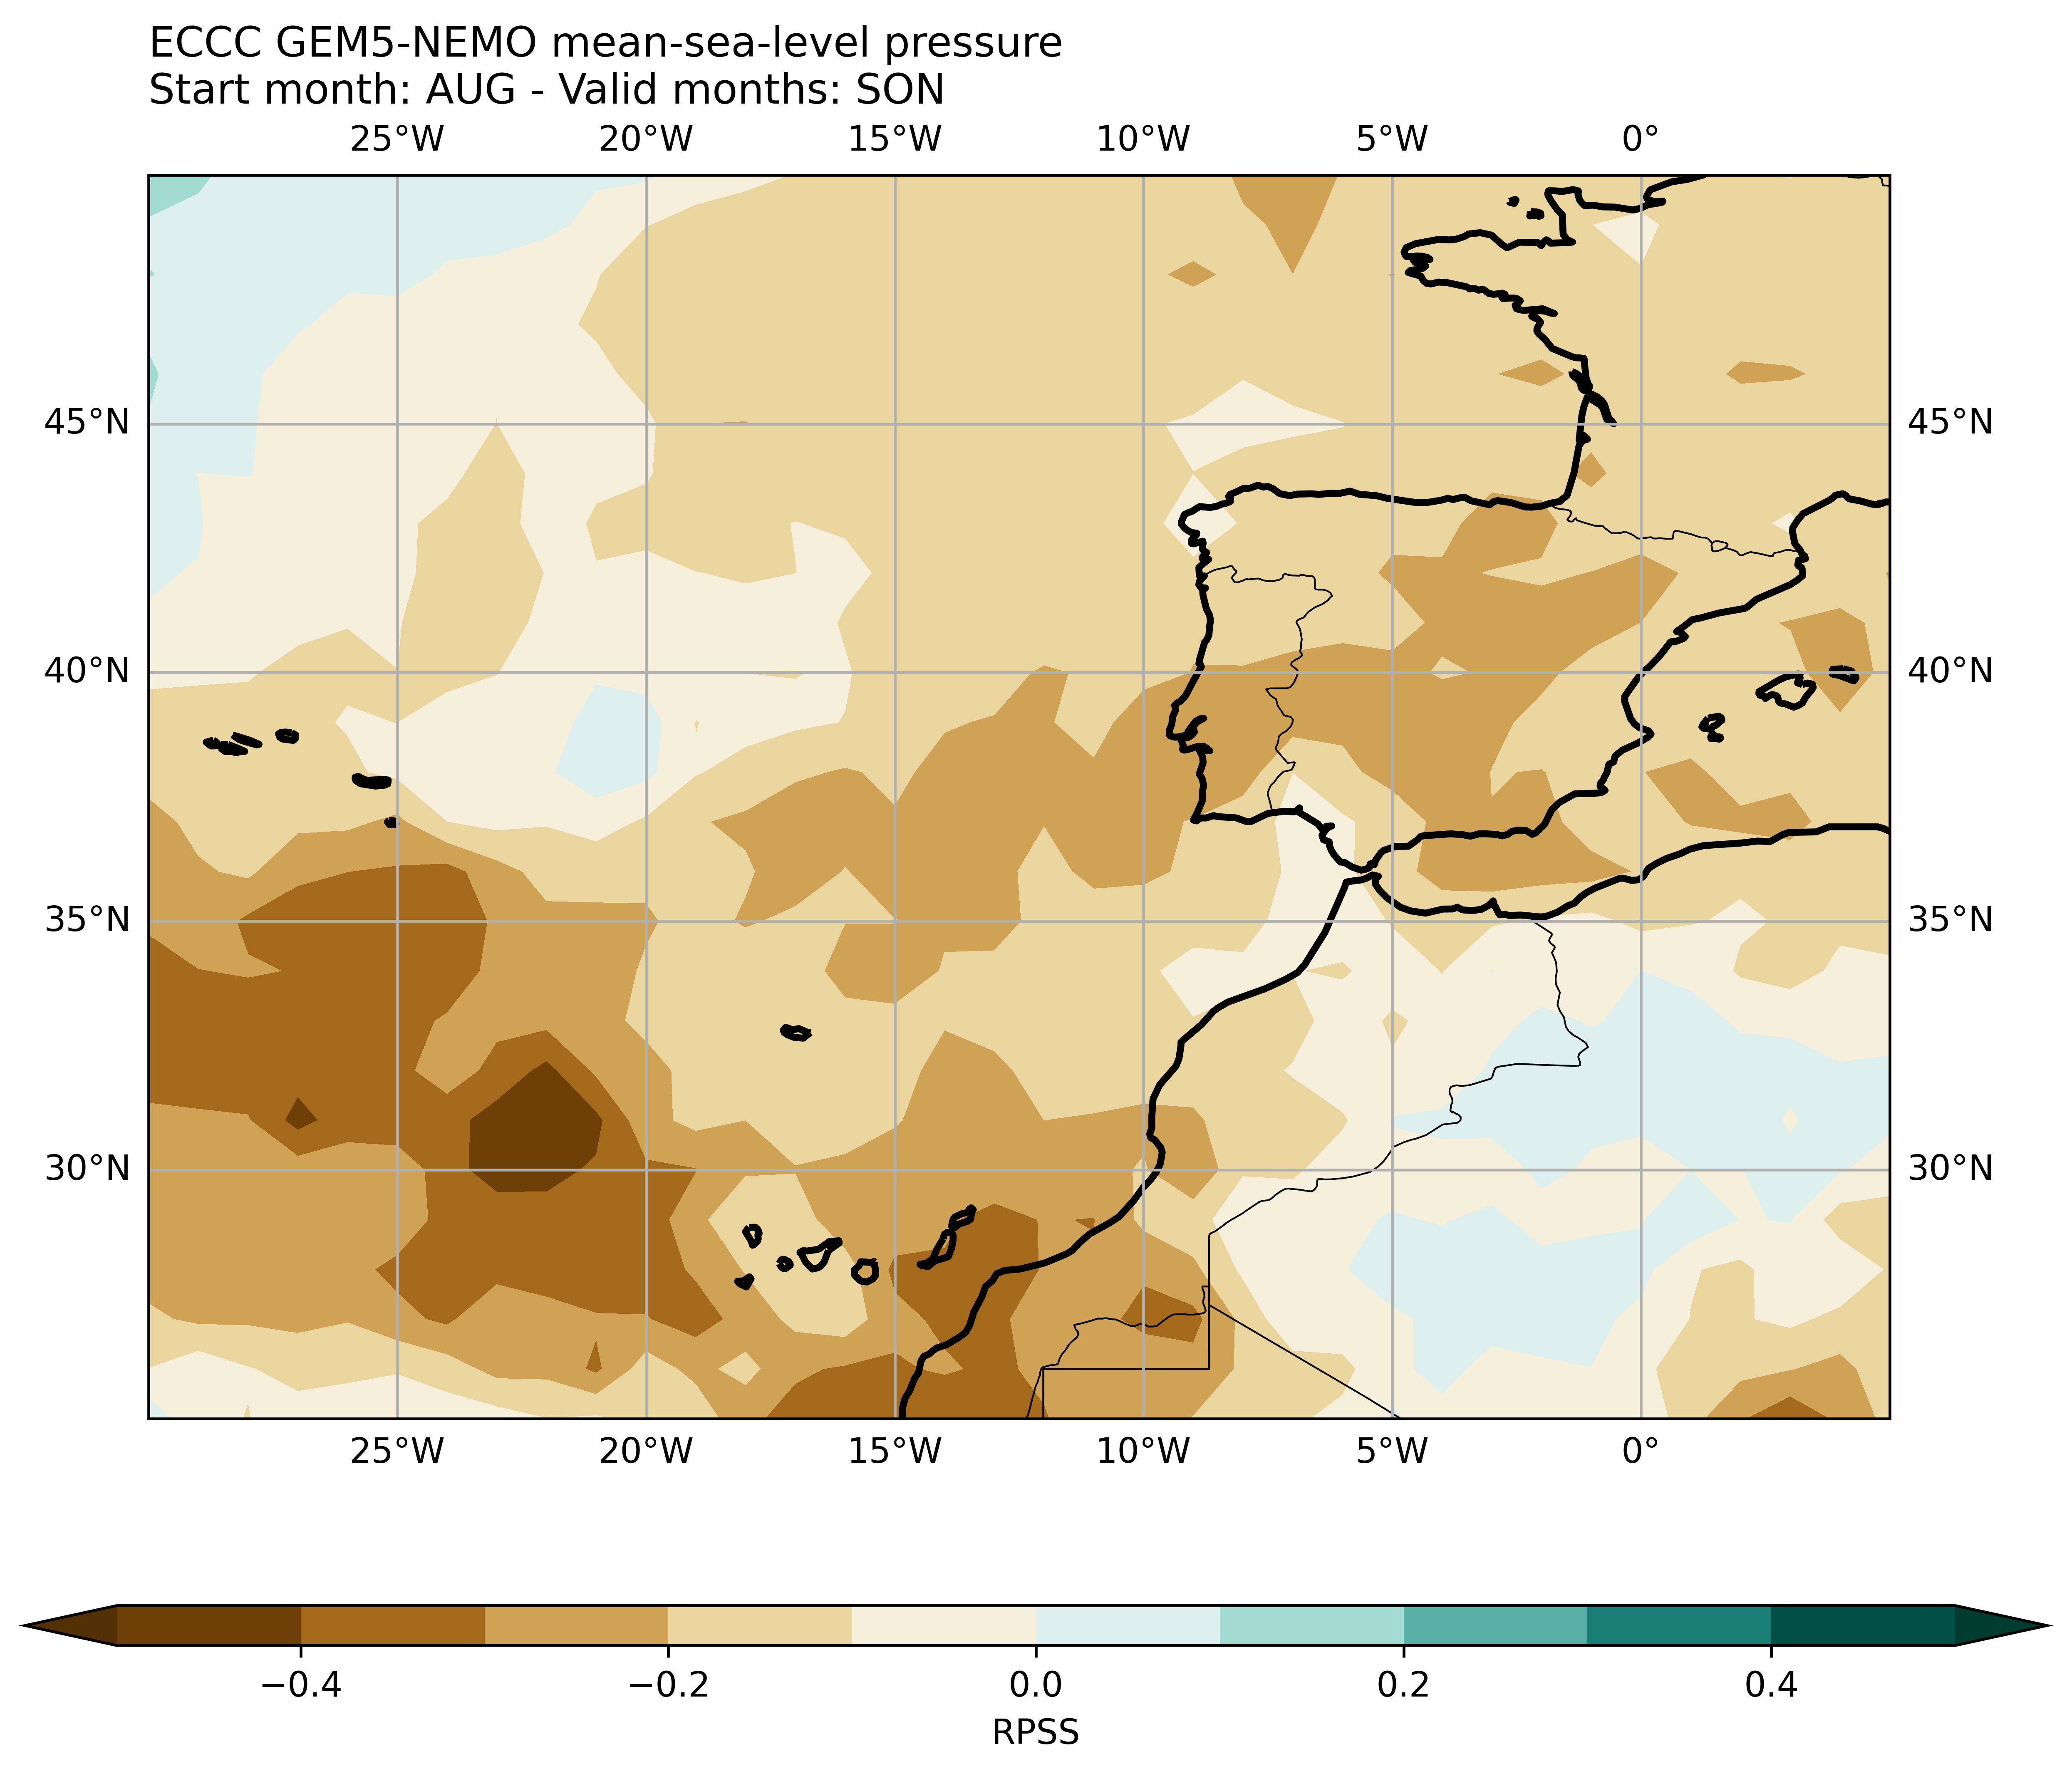 ECCC GEM5-NEMO mean-sea-level pressure
Start month: AUG - Valid months: SON
25°W 20°W 15°W 10°W 5°W 0°
45°N 45°N
40°N 40°N
35°N 35°N
30°N 30°N
25°W 20°W 15°W 10°W 5°W 0°
−0.4 −0.2 0.0 0.2 0.4
RPSS